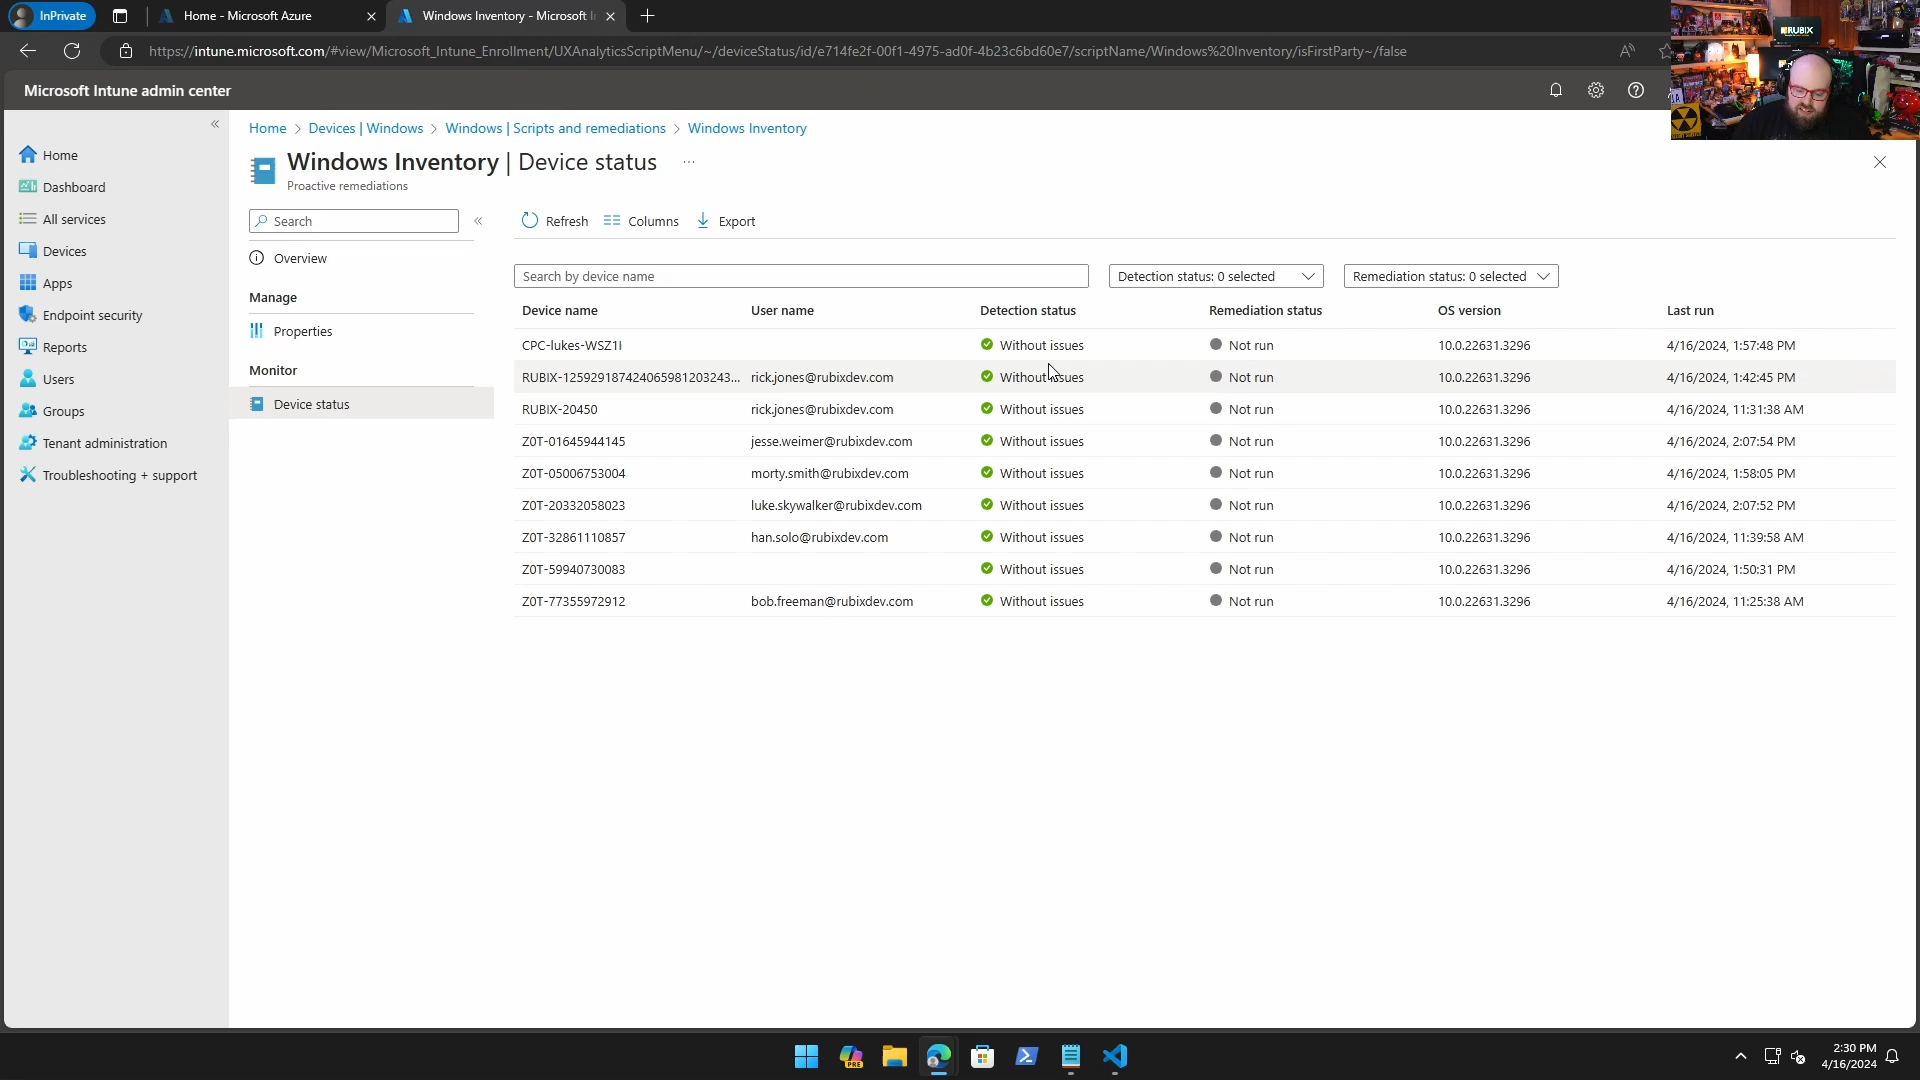 InPrivate
Home - Microsoft Azure
Windows Inventory - Microsoft I
https://intune.microsoft.com/#view/Microsoft_Intune_Enrollment/UXAnalyticsScriptMenu/~/deviceStatus/id/e714fe2f-00f1-4975-ad0f-4b23c6bd60e7/scriptName/Windows%20Inventory/isFirstParty~/false
RUBIX
Microsoft Intune admin center
Home
Dashboard
All services
Devices
Apps
Endpoint security
Reports
Users
Groups
Tenant administration
Troubleshooting + support
Home > Devices | Windows > Windows | Scripts and remediations > Windows Inventory
Windows Inventory | Device status ...
Proactive remediations
Search
Overview
Manage
Properties
Monitor
Device status
Refresh Columns Export
Search by device name Detection status: 0 selected Remediation status: 0 selected
Device name User name Detection status Remediation status OS version Last run
CPC-lukes-WSZ1I Without issues Not run 10.0.22631.3296 4/16/2024, 1:57:48 PM
RUBIX-125929187424065981203243... rick.jones@rubixdev.com Without issues Not run 10.0.22631.3296 4/16/2024, 1:42:45 PM
RUBIX-20450 rick.jones@rubixdev.com Without issues Not run 10.0.22631.3296 4/16/2024, 11:31:38 AM
Z0T-01645944145 jesse.weimer@rubixdev.com Without issues Not run 10.0.22631.3296 4/16/2024, 2:07:54 PM
Z0T-05006753004 morty.smith@rubixdev.com Without issues Not run 10.0.22631.3296 4/16/2024, 1:58:05 PM
Z0T-20332058023 luke.skywalker@rubixdev.com Without issues Not run 10.0.22631.3296 4/16/2024, 2:07:52 PM
Z0T-32861110857 han.solo@rubixdev.com Without issues Not run 10.0.22631.3296 4/16/2024, 11:39:58 AM
Z0T-59940730083 Without issues Not run 10.0.22631.3296 4/16/2024, 1:50:31 PM
Z0T-77355972912 bob.freeman@rubixdev.com Without issues Not run 10.0.22631.3296 4/16/2024, 11:25:38 AM
PRE
2:30 PM
4/16/2024